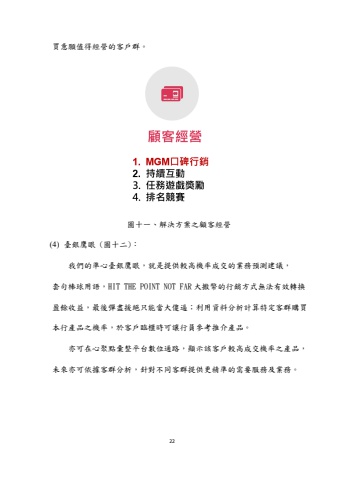 買意願值得經營的客戶群。
顧客經營
1. MGM口碑行銷
2. 持續互動
3. 任務遊戲獎勵
4. 排名競賽
圖十一、解決方案之顧客經營
(4) 臺銀鷹眼（圖十二）：
我們的準心臺銀鷹眼，就是提供較高機率成交的業務預測建議，
套句棒球用語，HIT THE POINT NOT FAR 大撒幣的行銷方式無法有效轉換
盈餘收益，最後彈盡援絕只能當大傻逼；利用資料分析計算特定客群購買
本行產品之機率，於客戶臨櫃時可讓行員參考推介產品。
亦可在心聚點彙整平台數位通路，顯示該客戶較高成交機率之產品，
未來亦可依據客群分析，針對不同客群提供更精準的需要服務及業務。
22